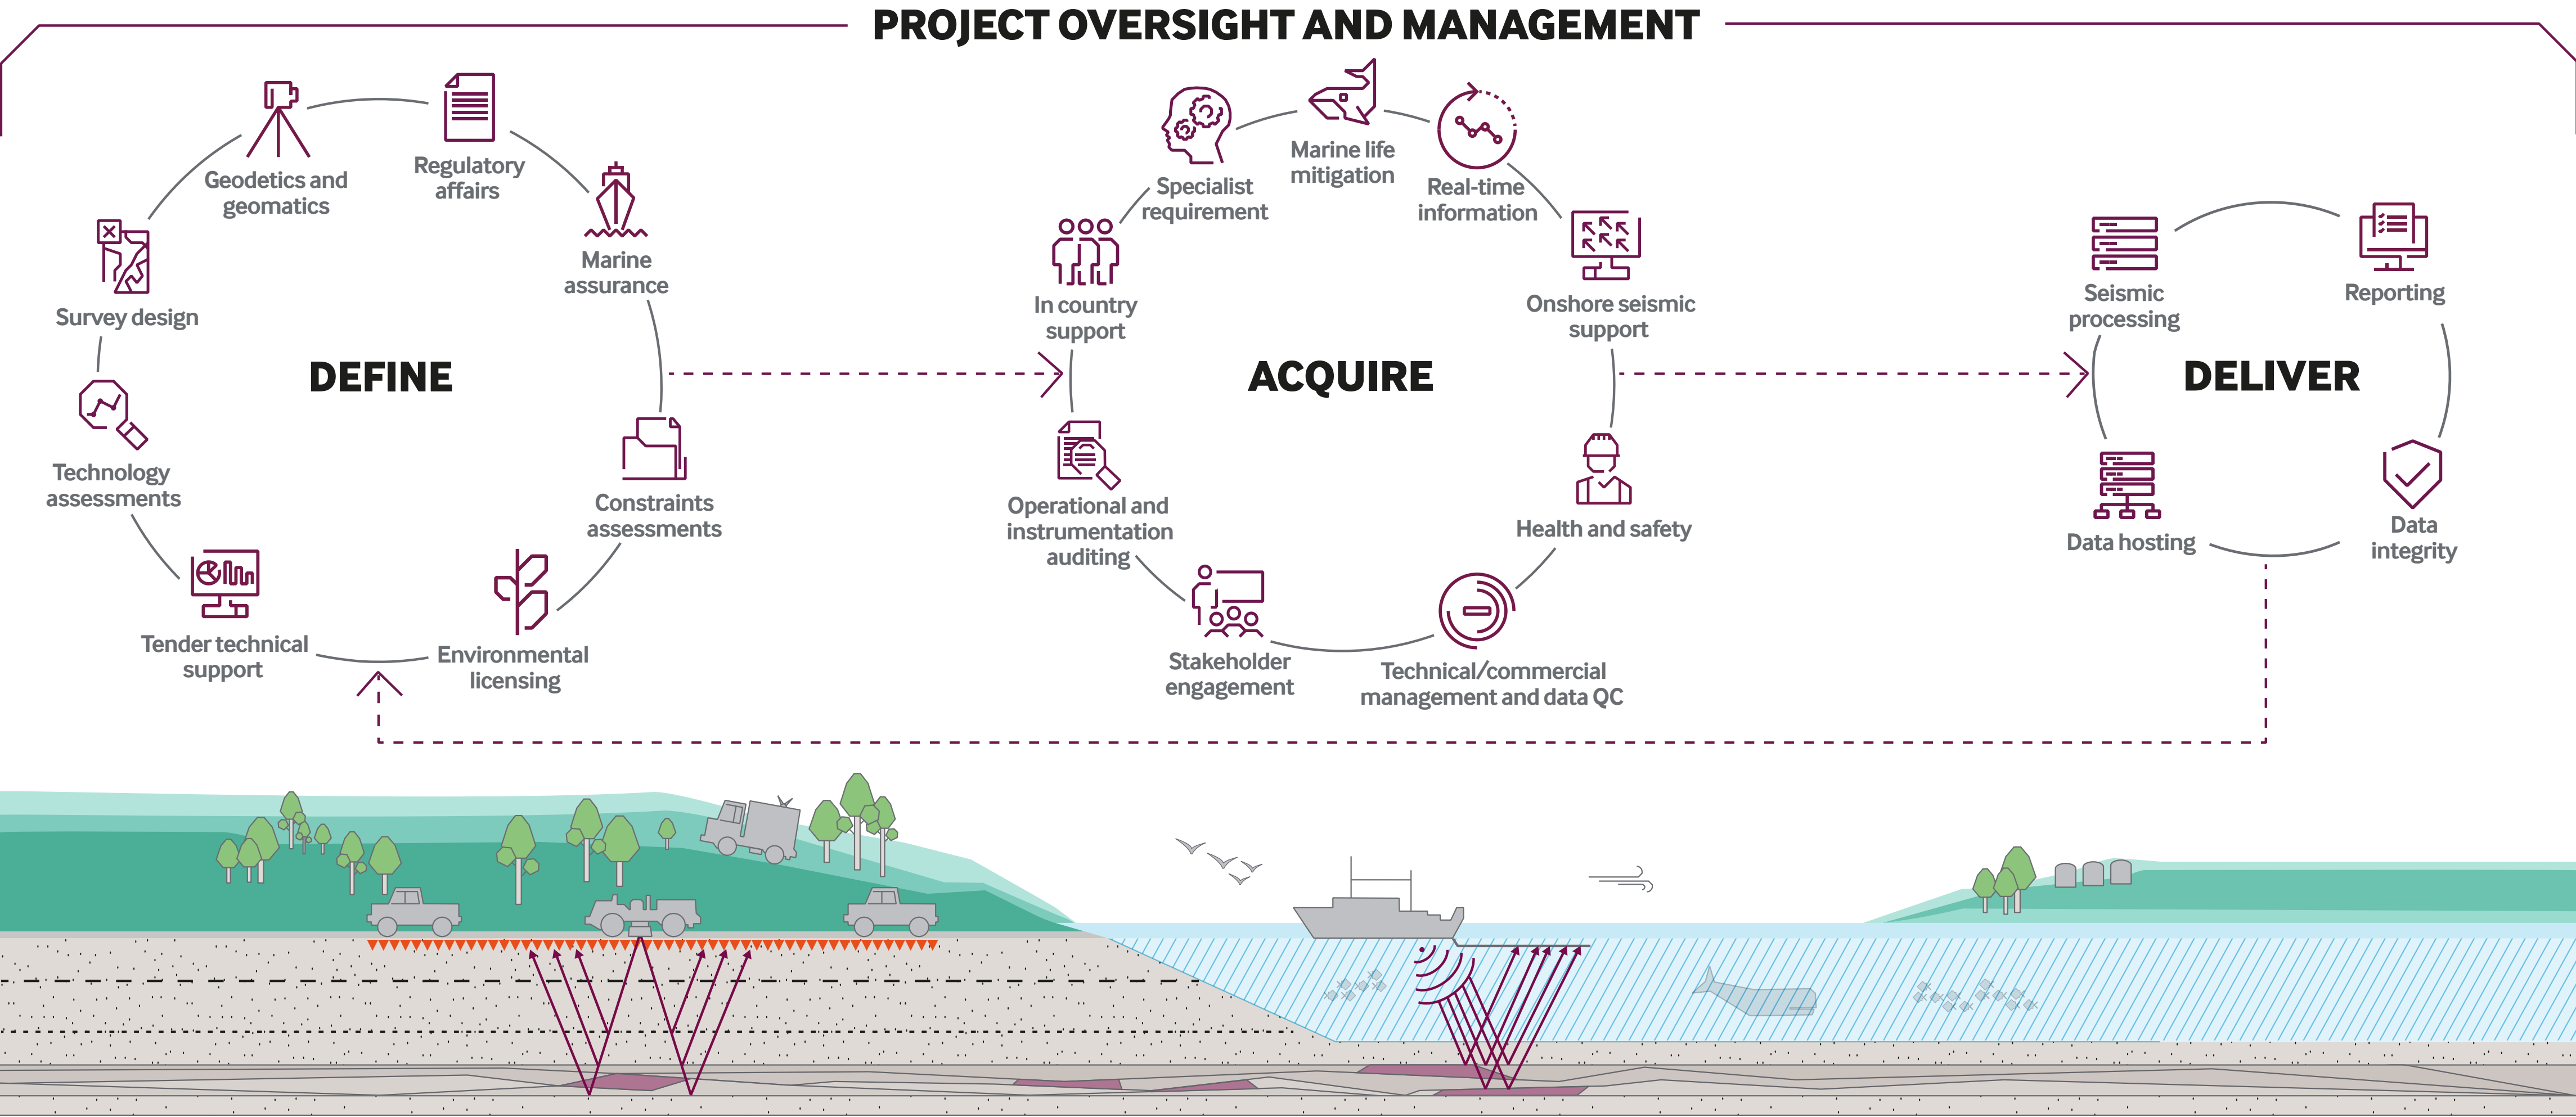 PROJECT OVERSIGHT AND MANAGEMENT
DEFINE
Geodetics and
geomatics
Regulatory
affairs
Marine
assurance
Constraints
assessments
Environmental
licensing
Tender technical
support
Technology
assessments
Survey design
ACQUIRE
Specialist
requirement
Marine life
mitigation
Real-time
information
Onshore seismic
support
Health and safety
Technical/commercial
management and data QC
Stakeholder
engagement
Operational and
instrumentation
auditing
In country
support
DELIVER
Seismic
processing
Reporting
Data
integrity
Data hosting